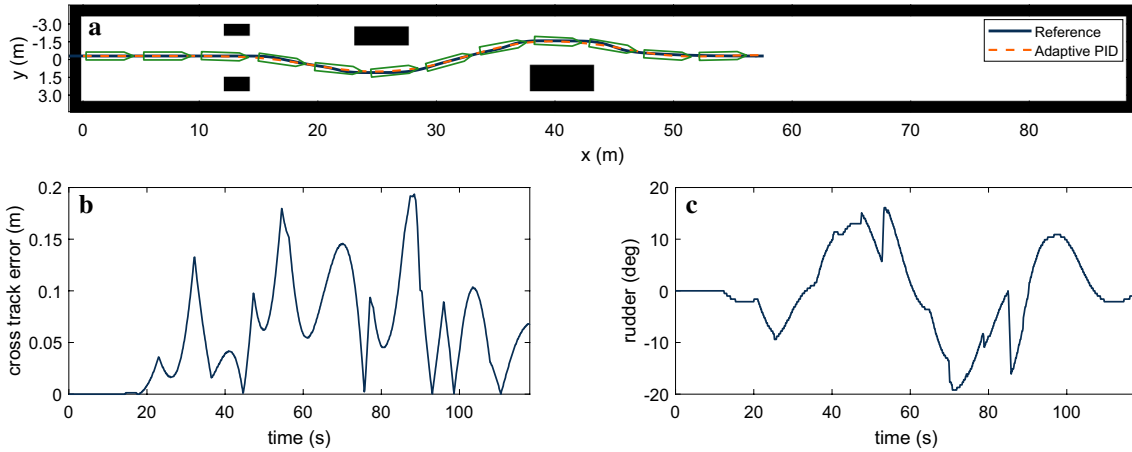 a
y (m)
-3.0
-1.5
0
1.5
3.0
Reference
Adaptive PID
0 10 20 30 40 50 60 70 80
x (m)
b
cross track error (m)
0.2
0.15
0.1
0.05
0
0 20 40 60 80 100
time (s)
c
rudder (deg)
20
10
0
-10
-20
0 20 40 60 80 100
time (s)